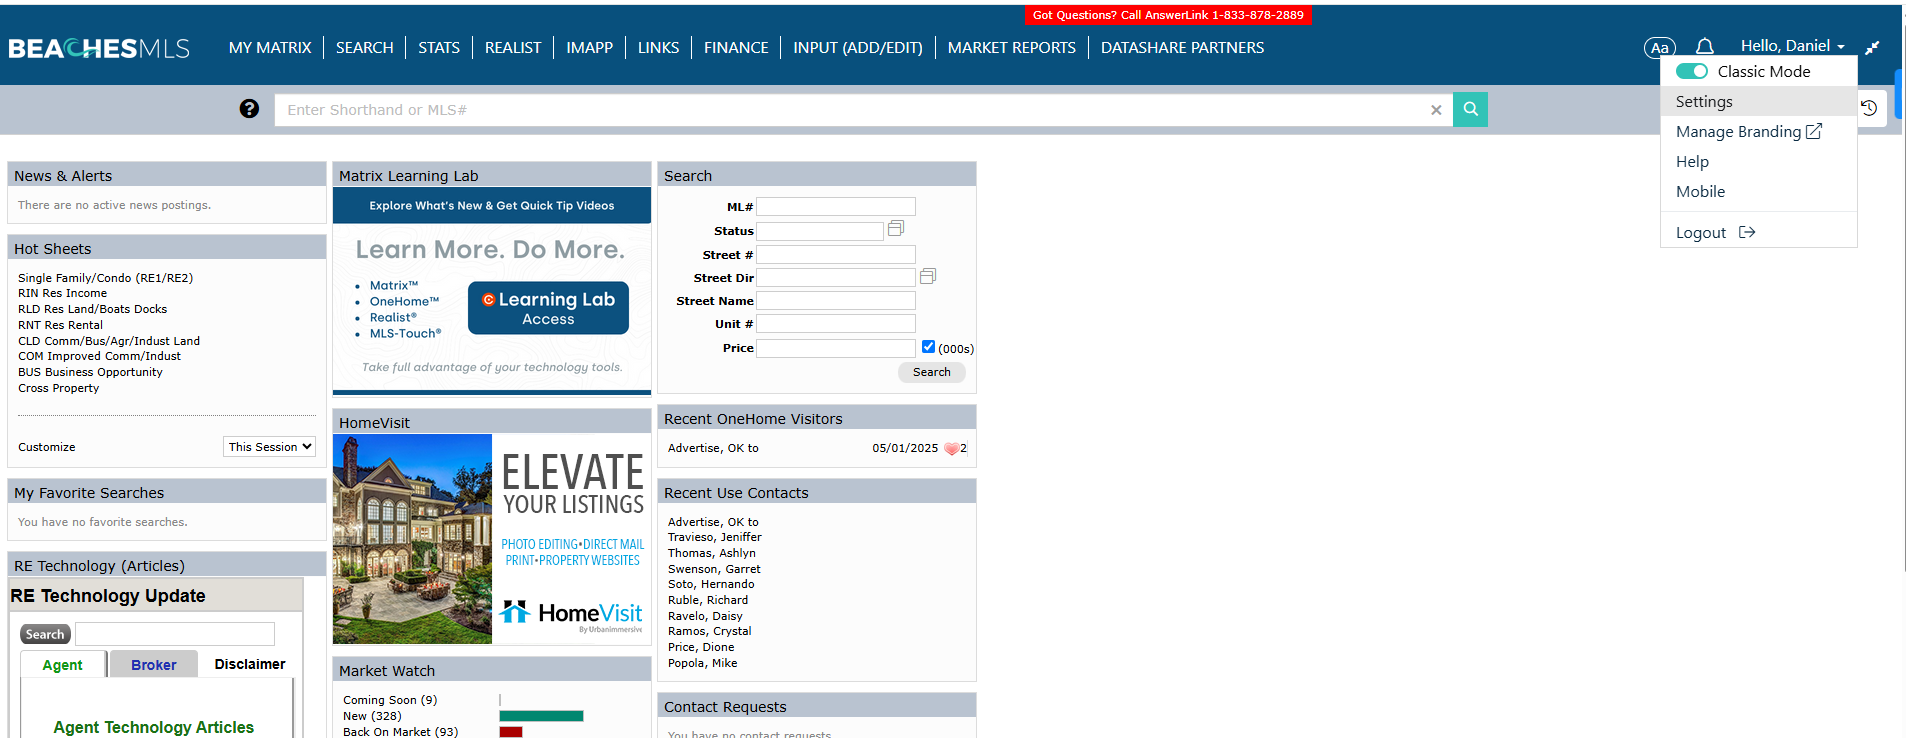 Got Questions? Call AnswerLink 1-833-878-2889
BEACHESMLS
MY MATRIX
SEARCH
STATS
REALIST
IMAPP
LINKS
FINANCE
INPUT (ADD/EDIT)
MARKET REPORTS
DATASHARE PARTNERS
Aa
Hello, Daniel
Classic Mode
Settings
Manage Branding
Help
Mobile
Logout
Enter Shorthand or MLS#
News & Alerts
There are no active news postings.
Hot Sheets
Single Family/Condo (RE1/RE2)
RIN Res Income
RLD Res Land/Boats Docks
RNT Res Rental
CLD Comm/Bus/Agr/Indust Land
COM Improved Comm/Indust
BUS Business Opportunity
Cross Property
Customize
This Session
My Favorite Searches
You have no favorite searches.
RE Technology (Articles)
RE Technology Update
Search
Agent
Broker
Disclaimer
Agent Technology Articles
Matrix Learning Lab
Explore What's New & Get Quick Tip Videos
Learn More. Do More.
• Matrix™
• OneHome™
• Realist®
• MLS-Touch®
Learning Lab
Access
Take full advantage of your technology tools.
HomeVisit
ELEVATE
YOUR LISTINGS
PHOTO EDITING•DIRECT MAIL
PRINT•PROPERTY WEBSITES
HomeVisit
By Urbanimmersive
Market Watch
Coming Soon (9)
New (328)
Back On Market (93)
Search
ML#
Status
Street #
Street Dir
Street Name
Unit #
Price
(000s)
Search
Recent OneHome Visitors
Advertise, OK to 05/01/2025 2
Recent Use Contacts
Advertise, OK to
Travieso, Jeniffer
Thomas, Ashlyn
Swenson, Garret
Soto, Hernando
Ruble, Richard
Ravelo, Daisy
Ramos, Crystal
Price, Dione
Popola, Mike
Contact Requests
You have no contact requests